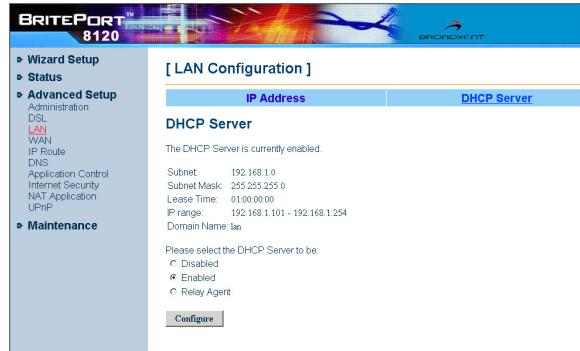 BRITEPORT™
8120
BROADXENT
Wizard Setup
Status
Advanced Setup
Administration
DSL
LAN
WAN
IP Route
DNS
Application Control
Internet Security
NAT Application
UPnP
Maintenance
[ LAN Configuration ]
IP Address DHCP Server
DHCP Server
The DHCP Server is currently enabled.
Subnet: 192.168.1.0
Subnet Mask: 255.255.255.0
Lease Time: 01:00:00:00
IP range: 192.168.1.101 - 192.168.1.254
Domain Name: lan
Please select the DHCP Server to be:
Disabled
Enabled
Relay Agent
Configure